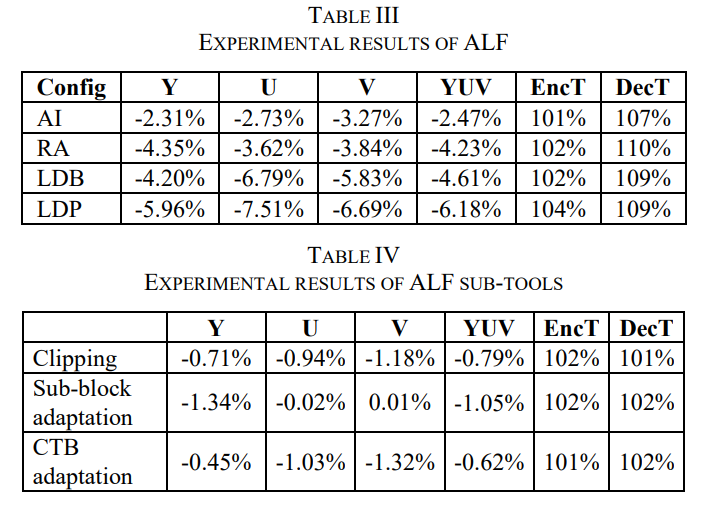 TABLE III
EXPERIMENTAL RESULTS OF ALF
Config Y U V YUV EncT DecT
AI -2.31% -2.73% -3.27% -2.47% 101% 107%
RA -4.35% -3.62% -3.84% -4.23% 102% 110%
LDB -4.20% -6.79% -5.83% -4.61% 102% 109%
LDP -5.96% -7.51% -6.69% -6.18% 104% 109%
TABLE IV
EXPERIMENTAL RESULTS OF ALF SUB-TOOLS
Y U V YUV EncT DecT
Clipping -0.71% -0.94% -1.18% -0.79% 102% 101%
Sub-block
adaptation -1.34% -0.02% 0.01% -1.05% 102% 102%
CTB
adaptation -0.45% -1.03% -1.32% -0.62% 101% 102%